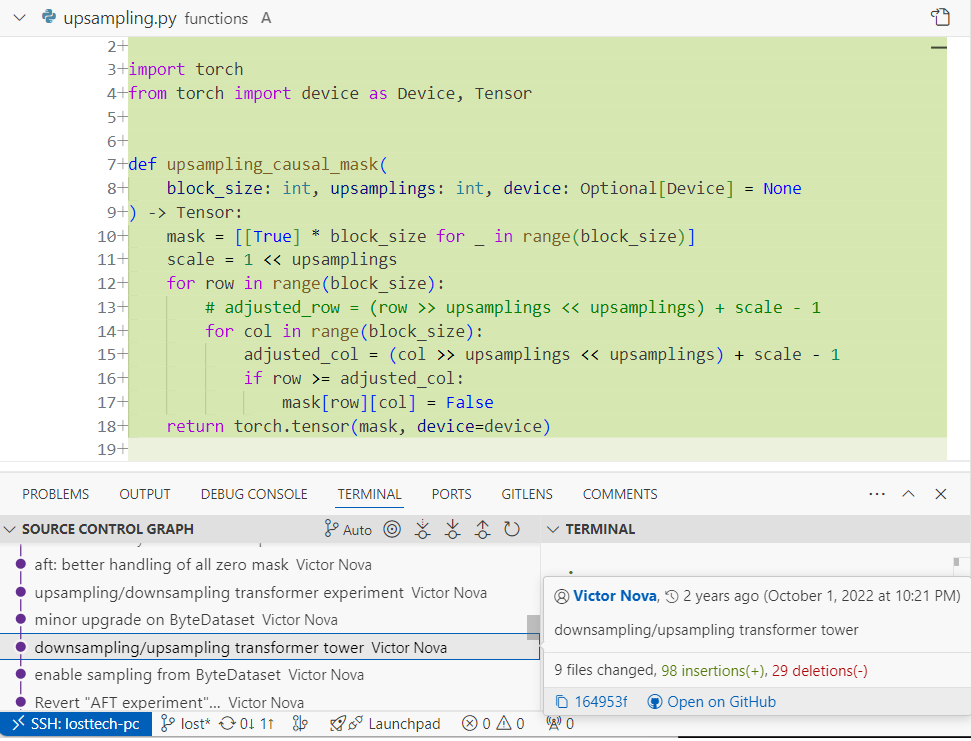 upsampling.py functions A
2+
3+import torch
4+from torch import device as Device, Tensor
5+
6+
7+def upsampling_causal_mask(
8+    block_size: int, upsamplings: int, device: Optional[Device] = None
9+) -> Tensor:
10+    mask = [[True] * block_size for _ in range(block_size)]
11+    scale = 1 << upsamplings
12+    for row in range(block_size):
13+        # adjusted_row = (row >> upsamplings << upsamplings) + scale - 1
14+        for col in range(block_size):
15+            adjusted_col = (col >> upsamplings << upsamplings) + scale - 1
16+            if row >= adjusted_col:
17+                mask[row][col] = False
18+    return torch.tensor(mask, device=device)
19+
PROBLEMS OUTPUT DEBUG CONSOLE TERMINAL PORTS GITLENS COMMENTS
SOURCE CONTROL GRAPH Auto
aft: better handling of all zero mask Victor Nova
upsampling/downsampling transformer experiment Victor Nova
minor upgrade on ByteDataset Victor Nova
downsampling/upsampling transformer tower Victor Nova
enable sampling from ByteDataset Victor Nova
Revert "AFT experiment"... Victor Nova
TERMINAL
Victor Nova, 2 years ago (October 1, 2022 at 10:21 PM)
downsampling/upsampling transformer tower
9 files changed, 98 insertions(+), 29 deletions(-)
164953f Open on GitHub
SSH: losttech-pc lost* 0↓ 1↑ Launchpad 0 0 0